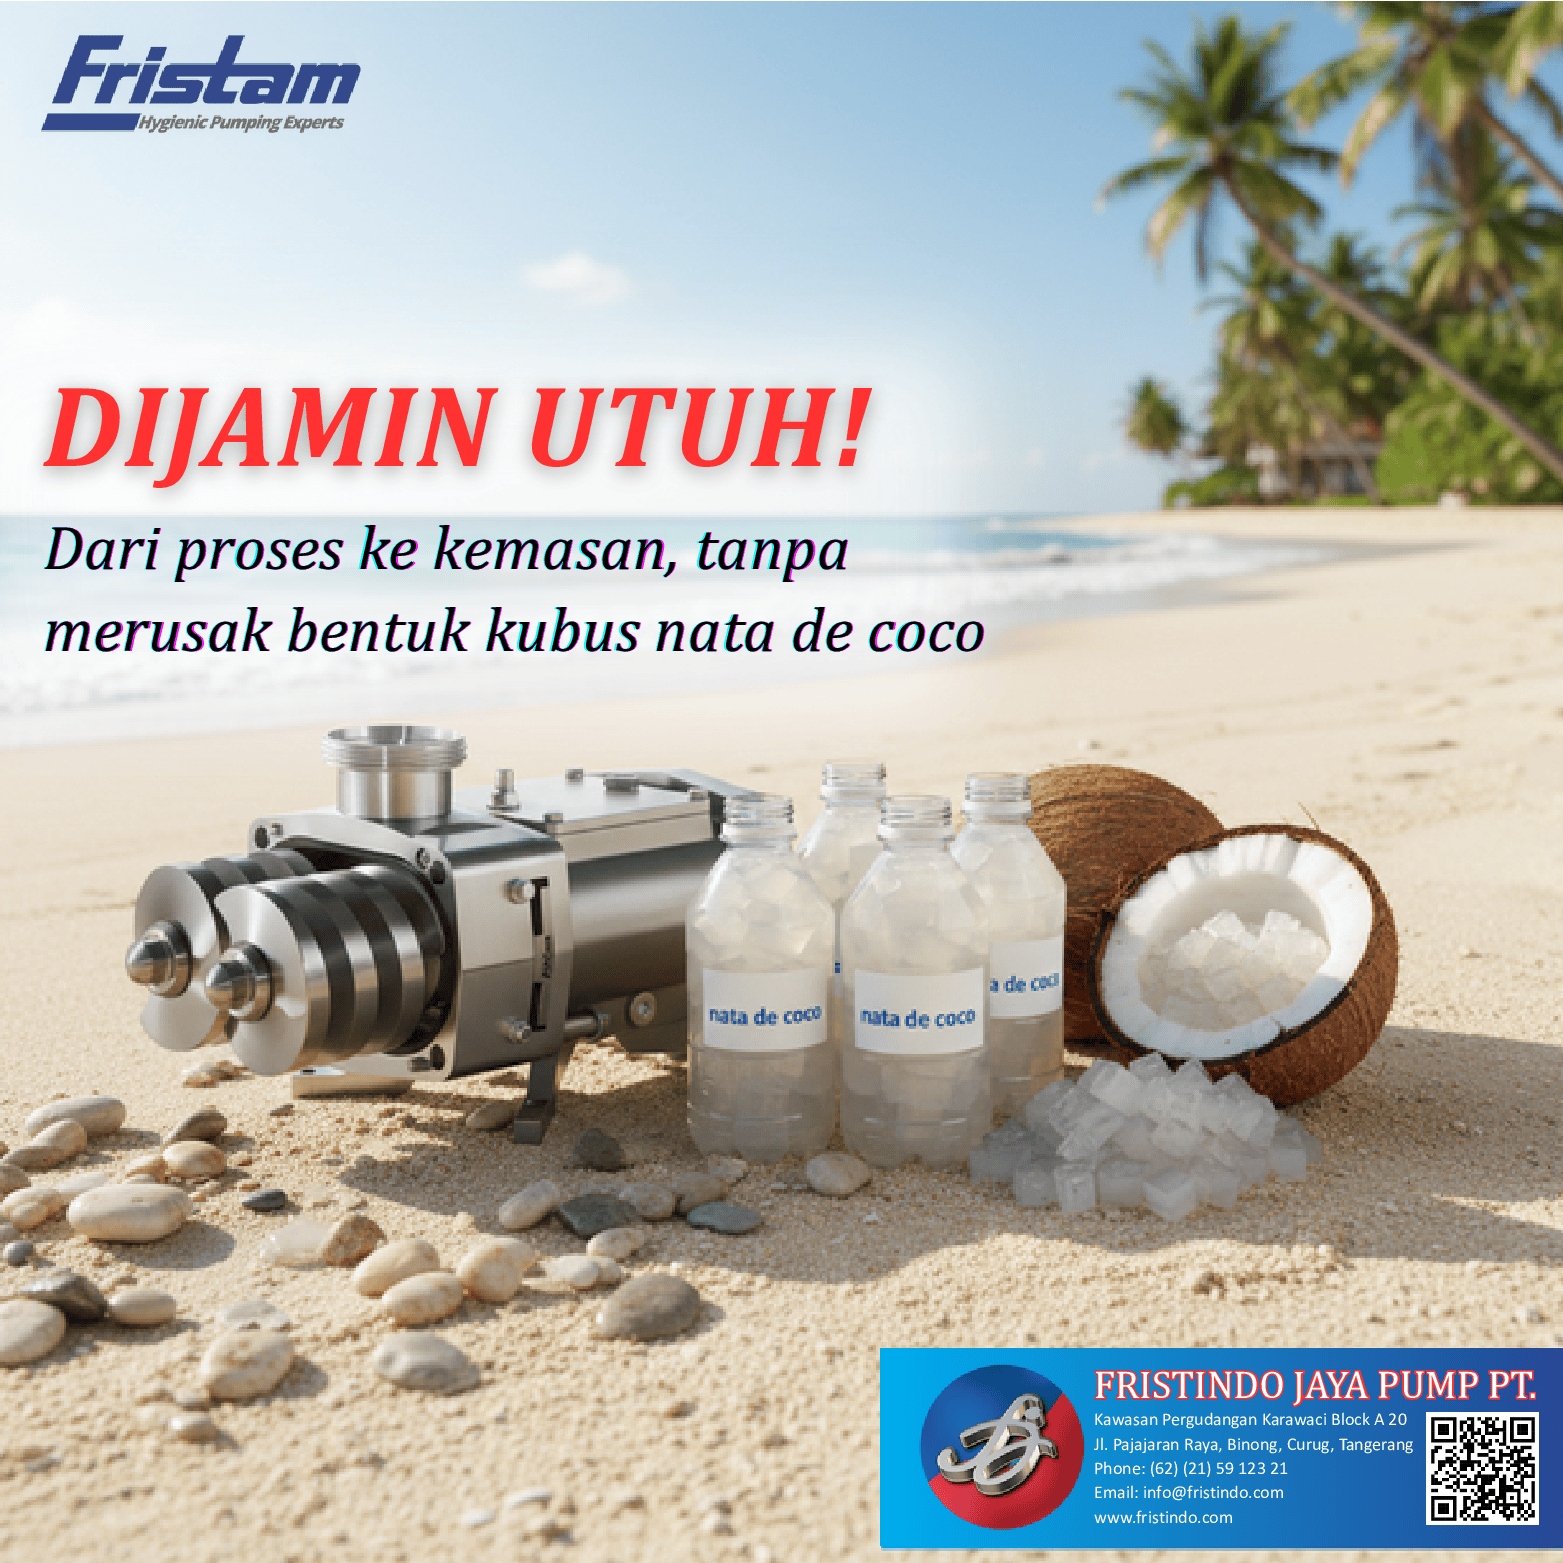 Fristam
Hygienic Pumping Experts
DIJAMIN UTUH!
Dari proses ke kemasan, tanpa
merusak bentuk kubus nata de coco
nata de coco
nata de coco
a de coco
FRISTINDO JAYA PUMP PT.
Kawasan Pergudangan Karawaci Block A 20
Jl. Pajajaran Raya, Binong, Curug, Tangerang
Phone: (62) (21) 59 123 21
Email: info@fristindo.com
www.fristindo.com